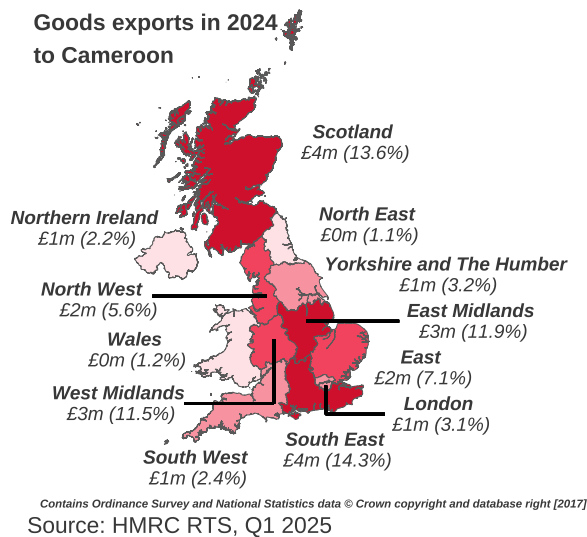 Goods exports in 2024
to Cameroon
Scotland
£4m (13.6%)
Northern Ireland
£1m (2.2%)
North East
£0m (1.1%)
Yorkshire and The Humber
£1m (3.2%)
North West
£2m (5.6%)
East Midlands
£3m (11.9%)
Wales
£0m (1.2%)
East
£2m (7.1%)
West Midlands
£3m (11.5%)
London
£1m (3.1%)
South East
£4m (14.3%)
South West
£1m (2.4%)
Contains Ordinance Survey and National Statistics data © Crown copyright and database right [2017]
Source: HMRC RTS, Q1 2025